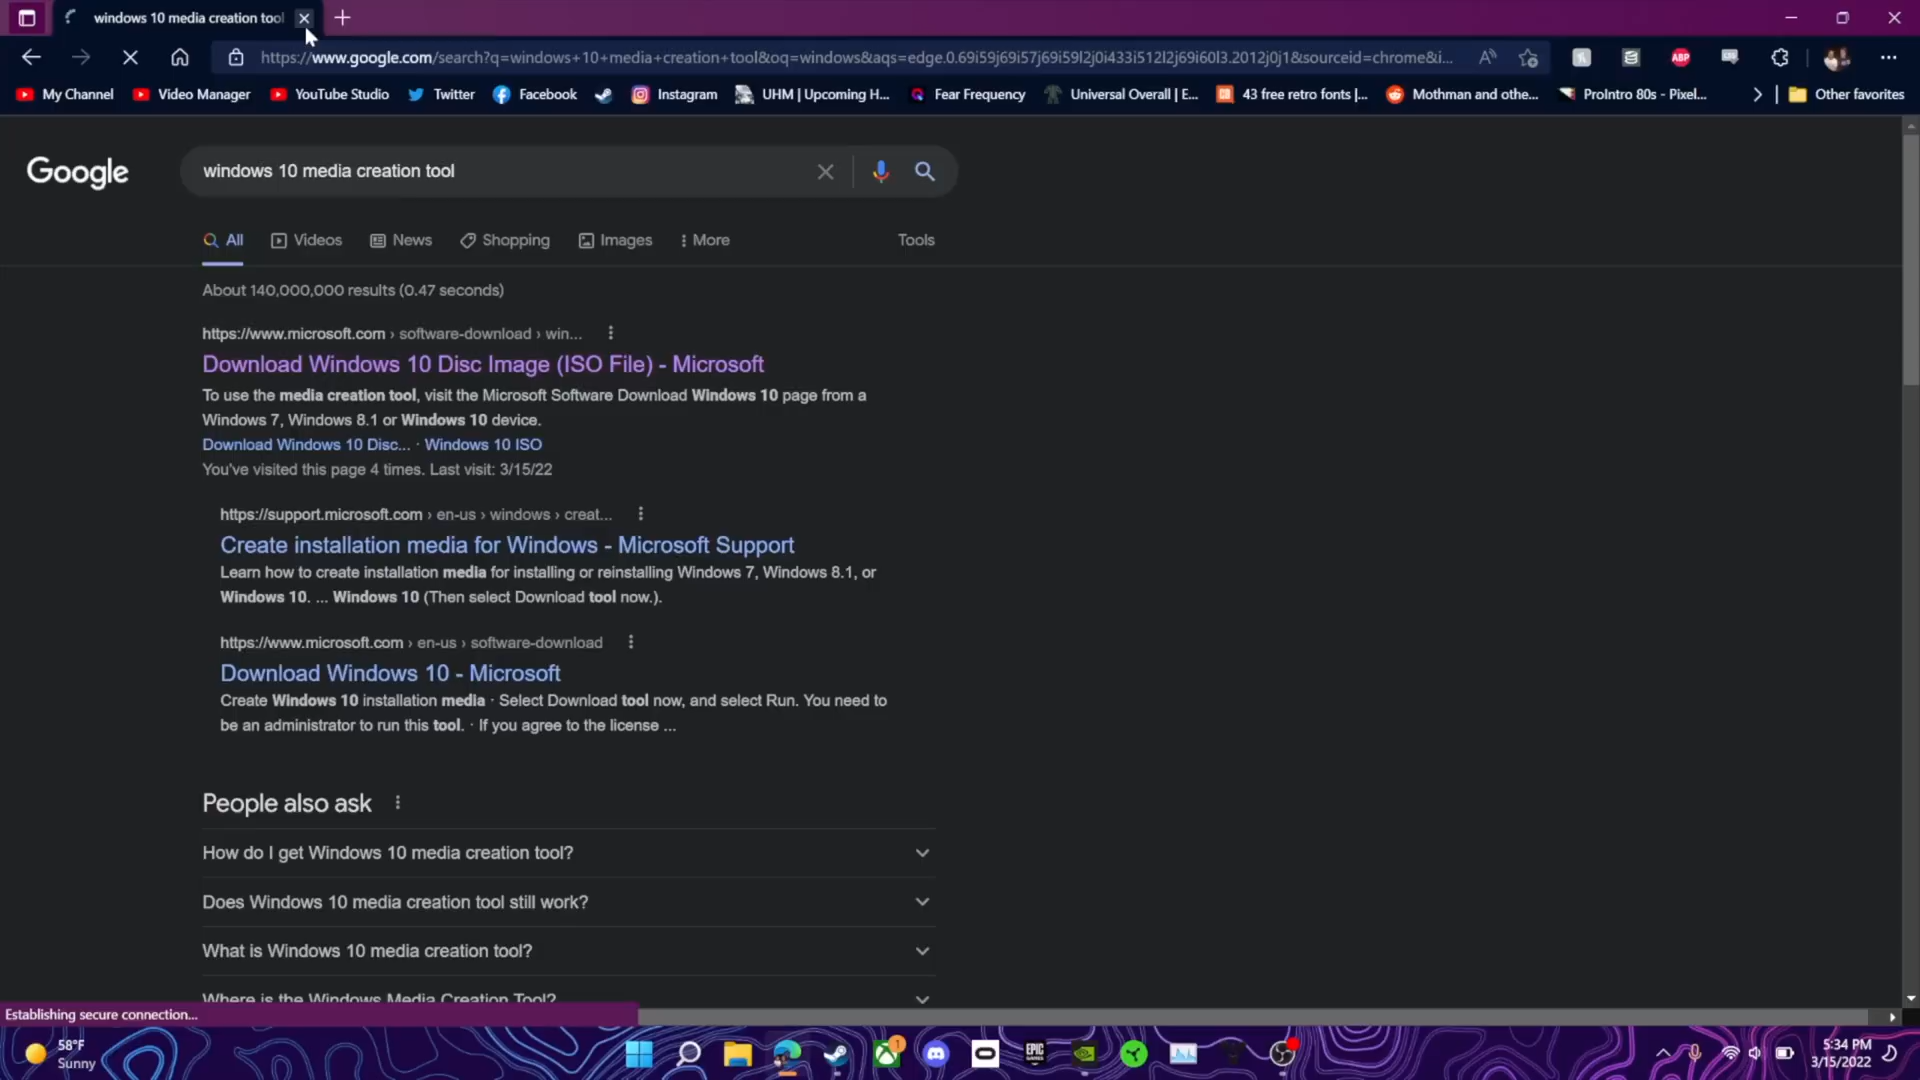 windows 10 media creation tool
https://www.google.com/search?q=windows+10+media+creation+tool&oq=windows&aqs=edge.0.69i59j69i57j69i59l2j0i433i512l2j69i60l3.2012j0j1&sourceid=chrome&i...
ABP
My Channel
Video Manager
YouTube Studio
Twitter
Facebook
Instagram
UHM | Upcoming H...
Fear Frequency
Universal Overall | E...
43 free retro fonts |...
Mothman and othe...
ProIntro 80s - Pixel...
Other favorites
Google
windows 10 media creation tool
All
Videos
News
Shopping
Images
More
Tools
About 140,000,000 results (0.47 seconds)
https://www.microsoft.com › software-download › win...
Download Windows 10 Disc Image (ISO File) - Microsoft
To use the media creation tool, visit the Microsoft Software Download Windows 10 page from a
Windows 7, Windows 8.1 or Windows 10 device.
Download Windows 10 Disc... · Windows 10 ISO
You've visited this page 4 times. Last visit: 3/15/22
https://support.microsoft.com › en-us › windows › creat...
Create installation media for Windows - Microsoft Support
Learn how to create installation media for installing or reinstalling Windows 7, Windows 8.1, or
Windows 10. ... Windows 10 (Then select Download tool now.).
https://www.microsoft.com › en-us › software-download
Download Windows 10 - Microsoft
Create Windows 10 installation media · Select Download tool now, and select Run. You need to
be an administrator to run this tool. · If you agree to the license ...
People also ask
How do I get Windows 10 media creation tool?
Does Windows 10 media creation tool still work?
What is Windows 10 media creation tool?
Where is the Windows Media Creation Tool?
Establishing secure connection...
58°F
Sunny
1
EPIC
GAMES
5:34 PM
3/15/2022